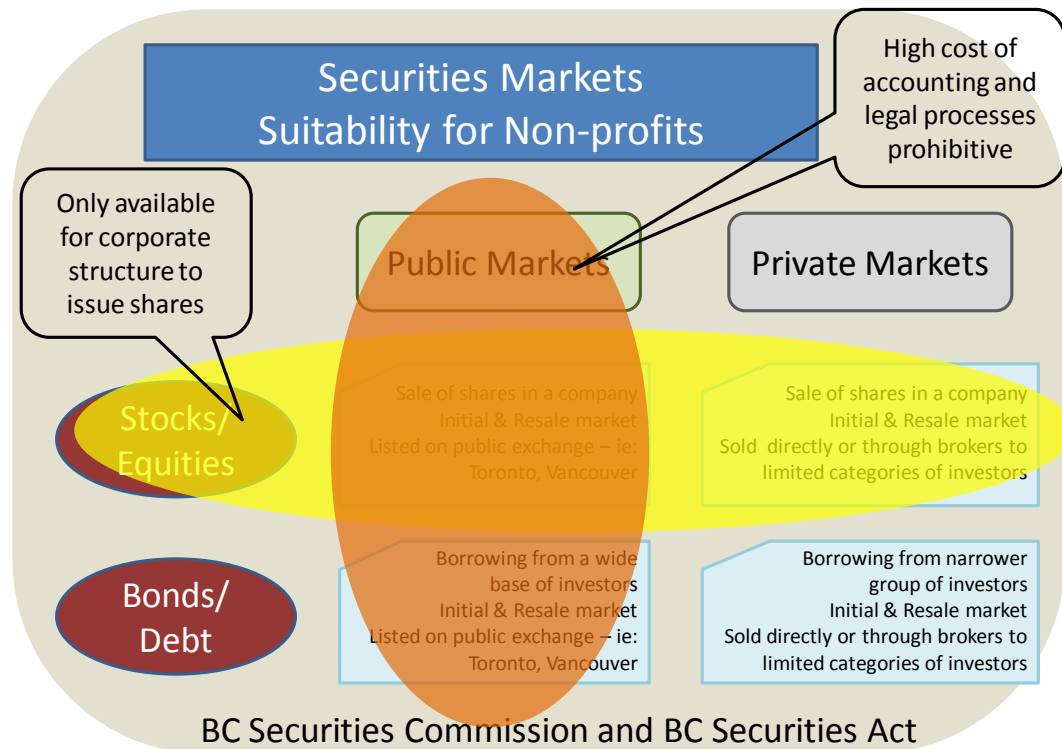 Securities Markets
Suitability for Non-profits
High cost of
accounting and
legal processes
prohibitive
Only available
for corporate
structure to
issue shares
Public Markets
Private Markets
Stocks/
Equities
Sale of shares in a company
Initial & Resale market
Listed on public exchange – ie:
Toronto, Vancouver
Sale of shares in a company
Initial & Resale market
Sold directly or through brokers to
limited categories of investors
Bonds/
Debt
Borrowing from a wide
base of investors
Initial & Resale market
Listed on public exchange – ie:
Toronto, Vancouver
Borrowing from narrower
group of investors
Initial & Resale market
Sold directly or through brokers to
limited categories of investors
BC Securities Commission and BC Securities Act